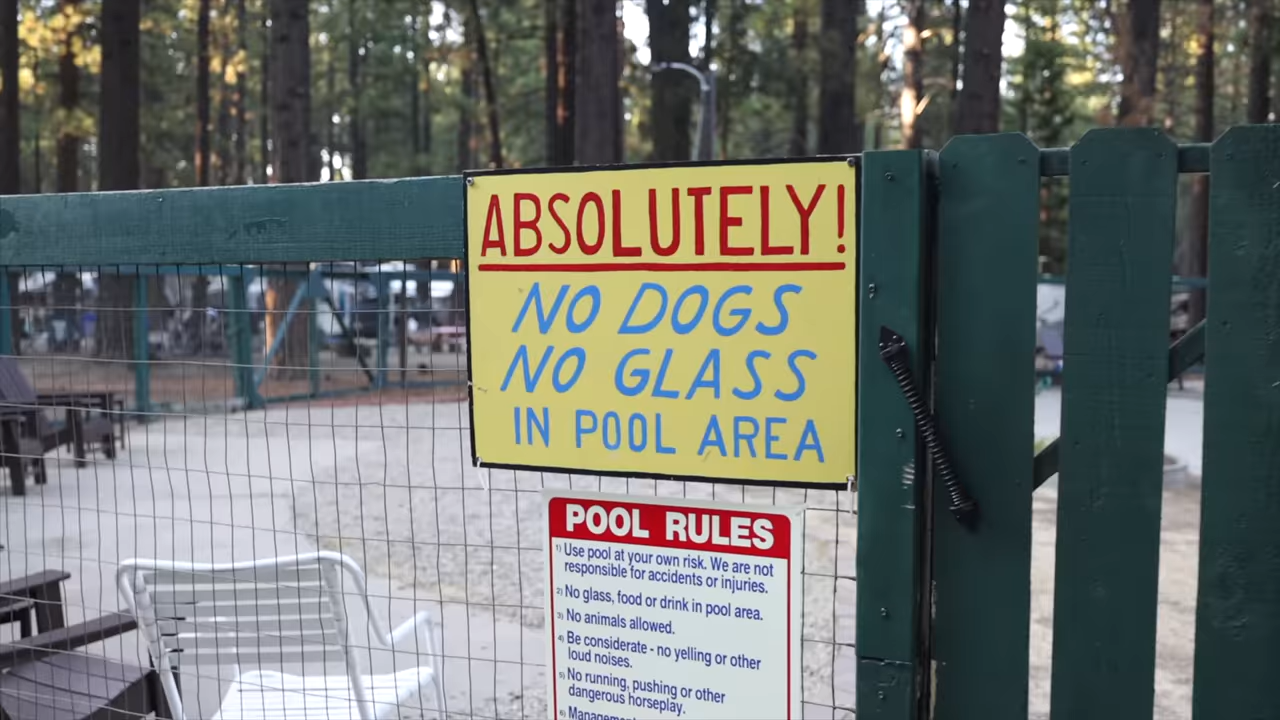 ABSOLUTELY!
NO DOGS
NO GLASS
IN POOL AREA
POOL RULES
1) Use pool at your own risk. We are not
responsible for accidents or injuries.
2) No glass, food or drink in pool area.
3) No animals allowed.
4) Be considerate - no yelling or other
loud noises.
5) No running, pushing or other
dangerous horseplay.
6) Management